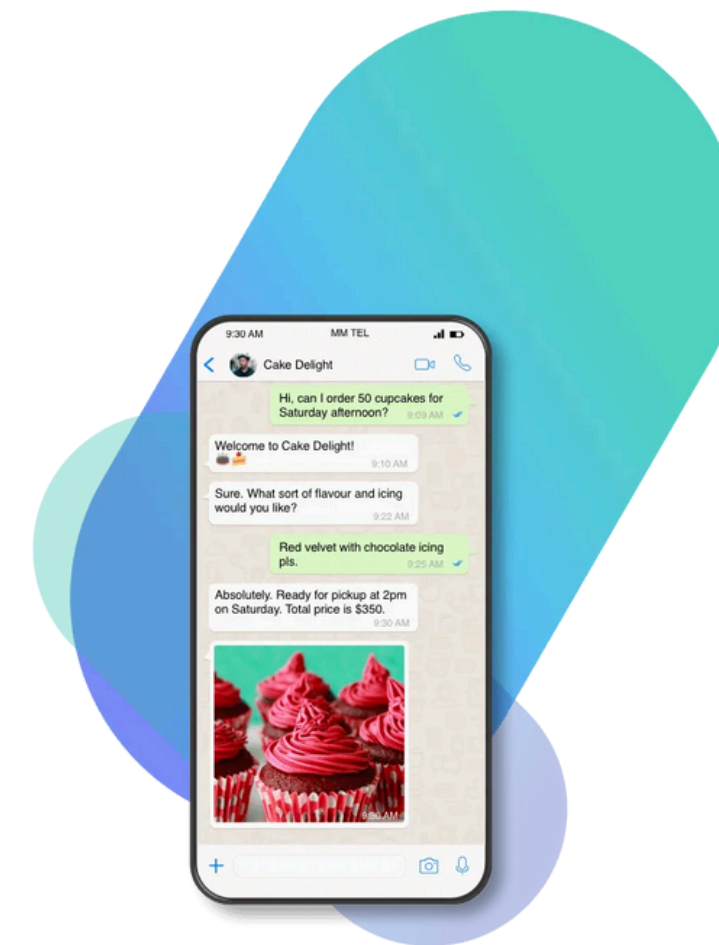 9:30 AM MM TEL
Cake Delight
Hi, can I order 50 cupcakes for
Saturday afternoon? 9:09 AM
Welcome to Cake Delight!
9:10 AM
Sure. What sort of flavour and icing
would you like?
9:22 AM
Red velvet with chocolate icing
pls. 9:25 AM
Absolutely. Ready for pickup at 2pm
on Saturday. Total price is $350.
9:30 AM
9:30 AM